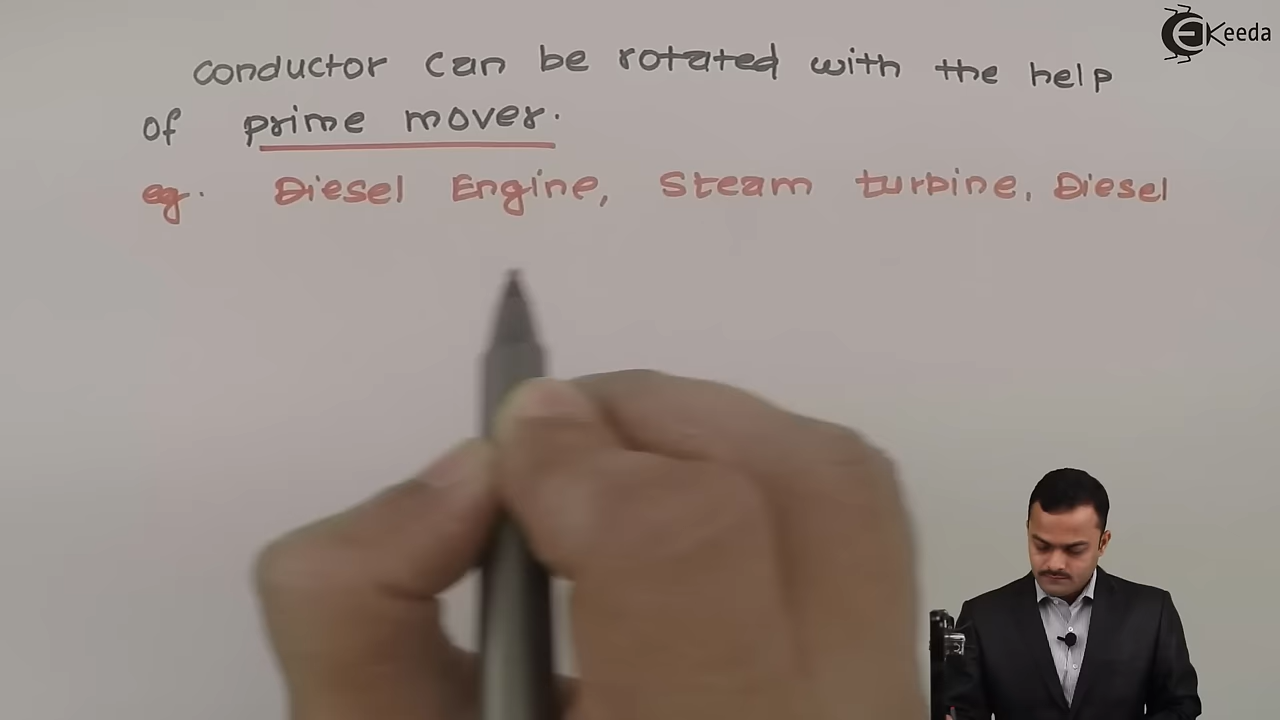 EKeeda
conductor can be rotated with the help
of prime mover.
eg. Diesel Engine, Steam turbine, Diesel